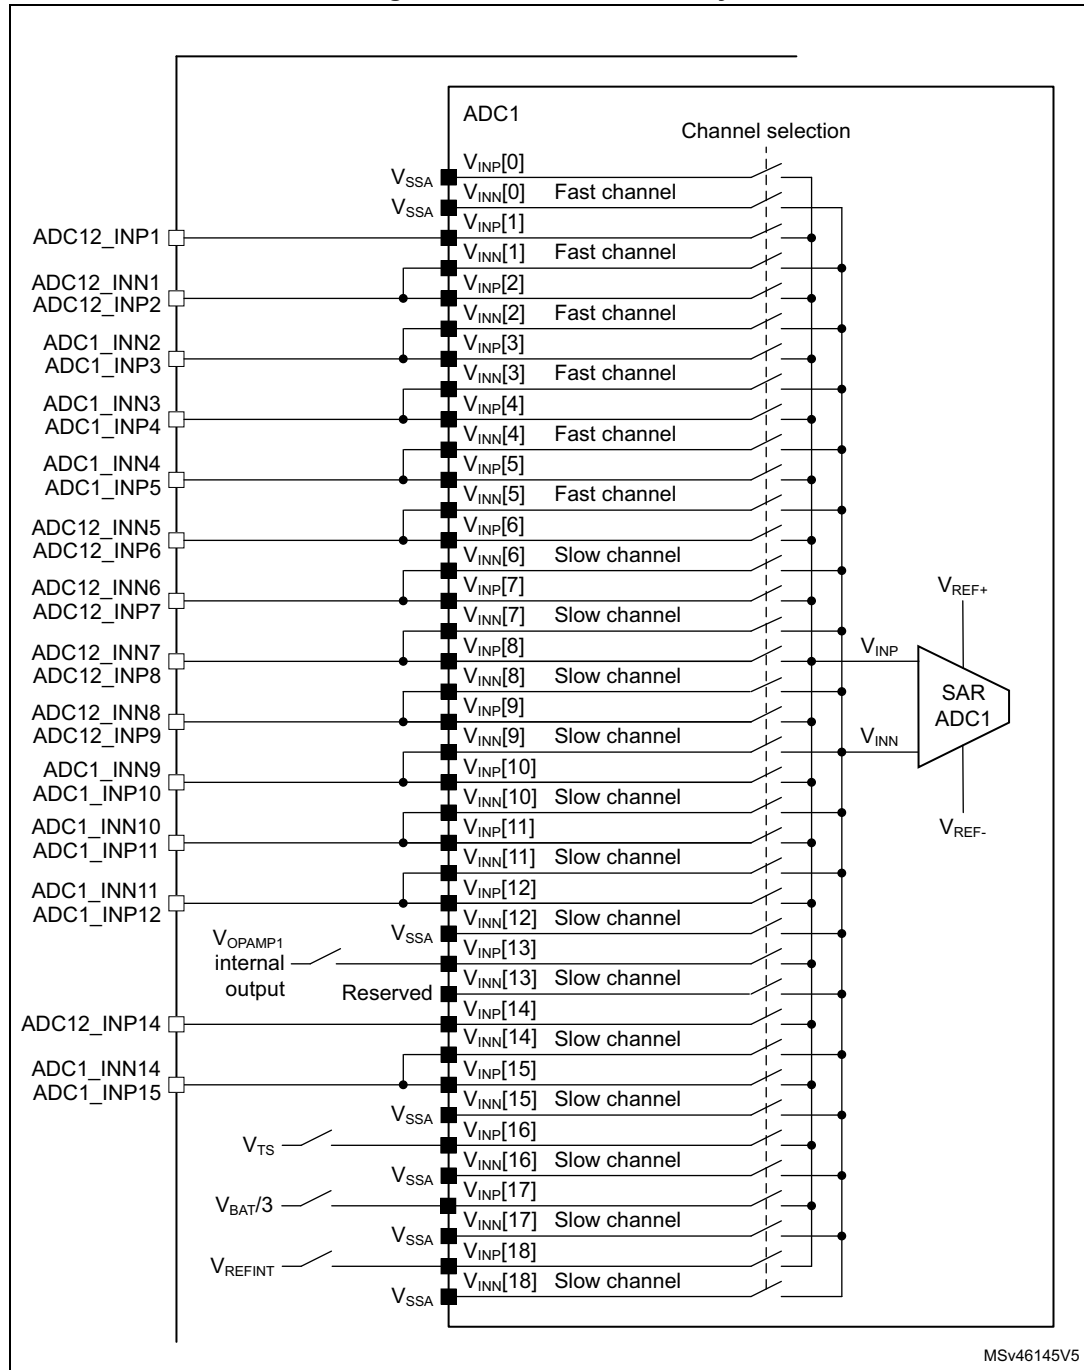 ADC1
Channel selection
VSSA
VINP[0]
VSSA
VINN[0] Fast channel
ADC12_INP1
VINP[1]
VINN[1] Fast channel
ADC12_INN1
ADC12_INP2
VINP[2]
VINN[2] Fast channel
ADC1_INN2
ADC1_INP3
VINP[3]
VINN[3] Fast channel
ADC1_INN3
ADC1_INP4
VINP[4]
VINN[4] Fast channel
ADC1_INN4
ADC1_INP5
VINP[5]
VINN[5] Fast channel
ADC12_INN5
ADC12_INP6
VINP[6]
VINN[6] Slow channel
ADC12_INN6
ADC12_INP7
VINP[7]
VINN[7] Slow channel
ADC12_INN7
ADC12_INP8
VINP[8]
VINN[8] Slow channel
ADC12_INN8
ADC12_INP9
VINP[9]
VINN[9] Slow channel
ADC1_INN9
ADC1_INP10
VINP[10]
VINN[10] Slow channel
ADC1_INN10
ADC1_INP11
VINP[11]
VINN[11] Slow channel
ADC1_INN11
ADC1_INP12
VINP[12]
VSSA
VINN[12] Slow channel
VOPAMP1
internal
output
VINP[13]
Reserved
VINN[13] Slow channel
ADC12_INP14
VINP[14]
VINN[14] Slow channel
ADC1_INN14
ADC1_INP15
VINP[15]
VSSA
VINN[15] Slow channel
VTS
VINP[16]
VSSA
VINN[16] Slow channel
VBAT/3
VINP[17]
VSSA
VINN[17] Slow channel
VREFINT
VINP[18]
VSSA
VINN[18] Slow channel
VREF+
VINP
SAR
ADC1
VINN
VREF-
MSv46145V5